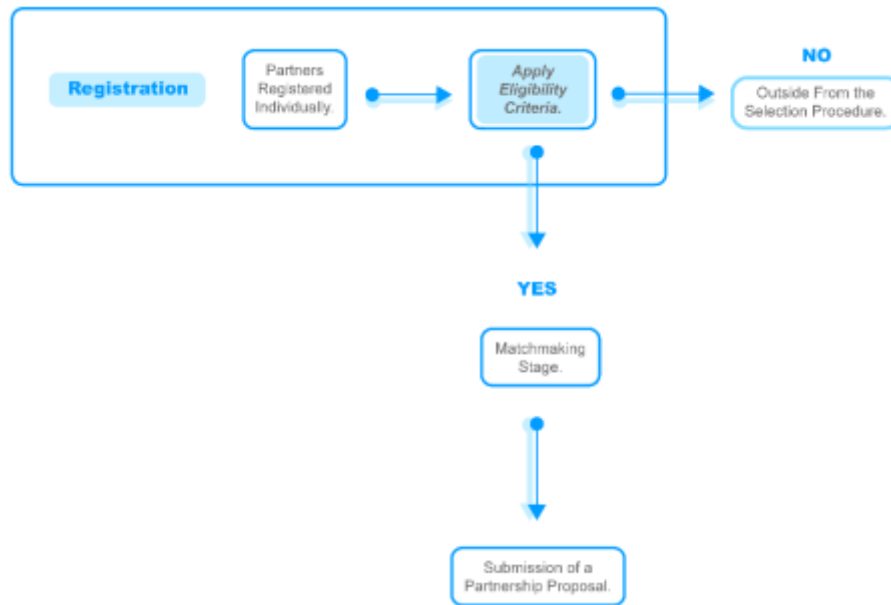 Registration
Partners
Registered
Individually.
Apply
Eligibility
Criteria.
NO
Outside From the
Selection Procedure.
YES
Matchmaking
Stage.
Submission of a
Partnership Proposal.